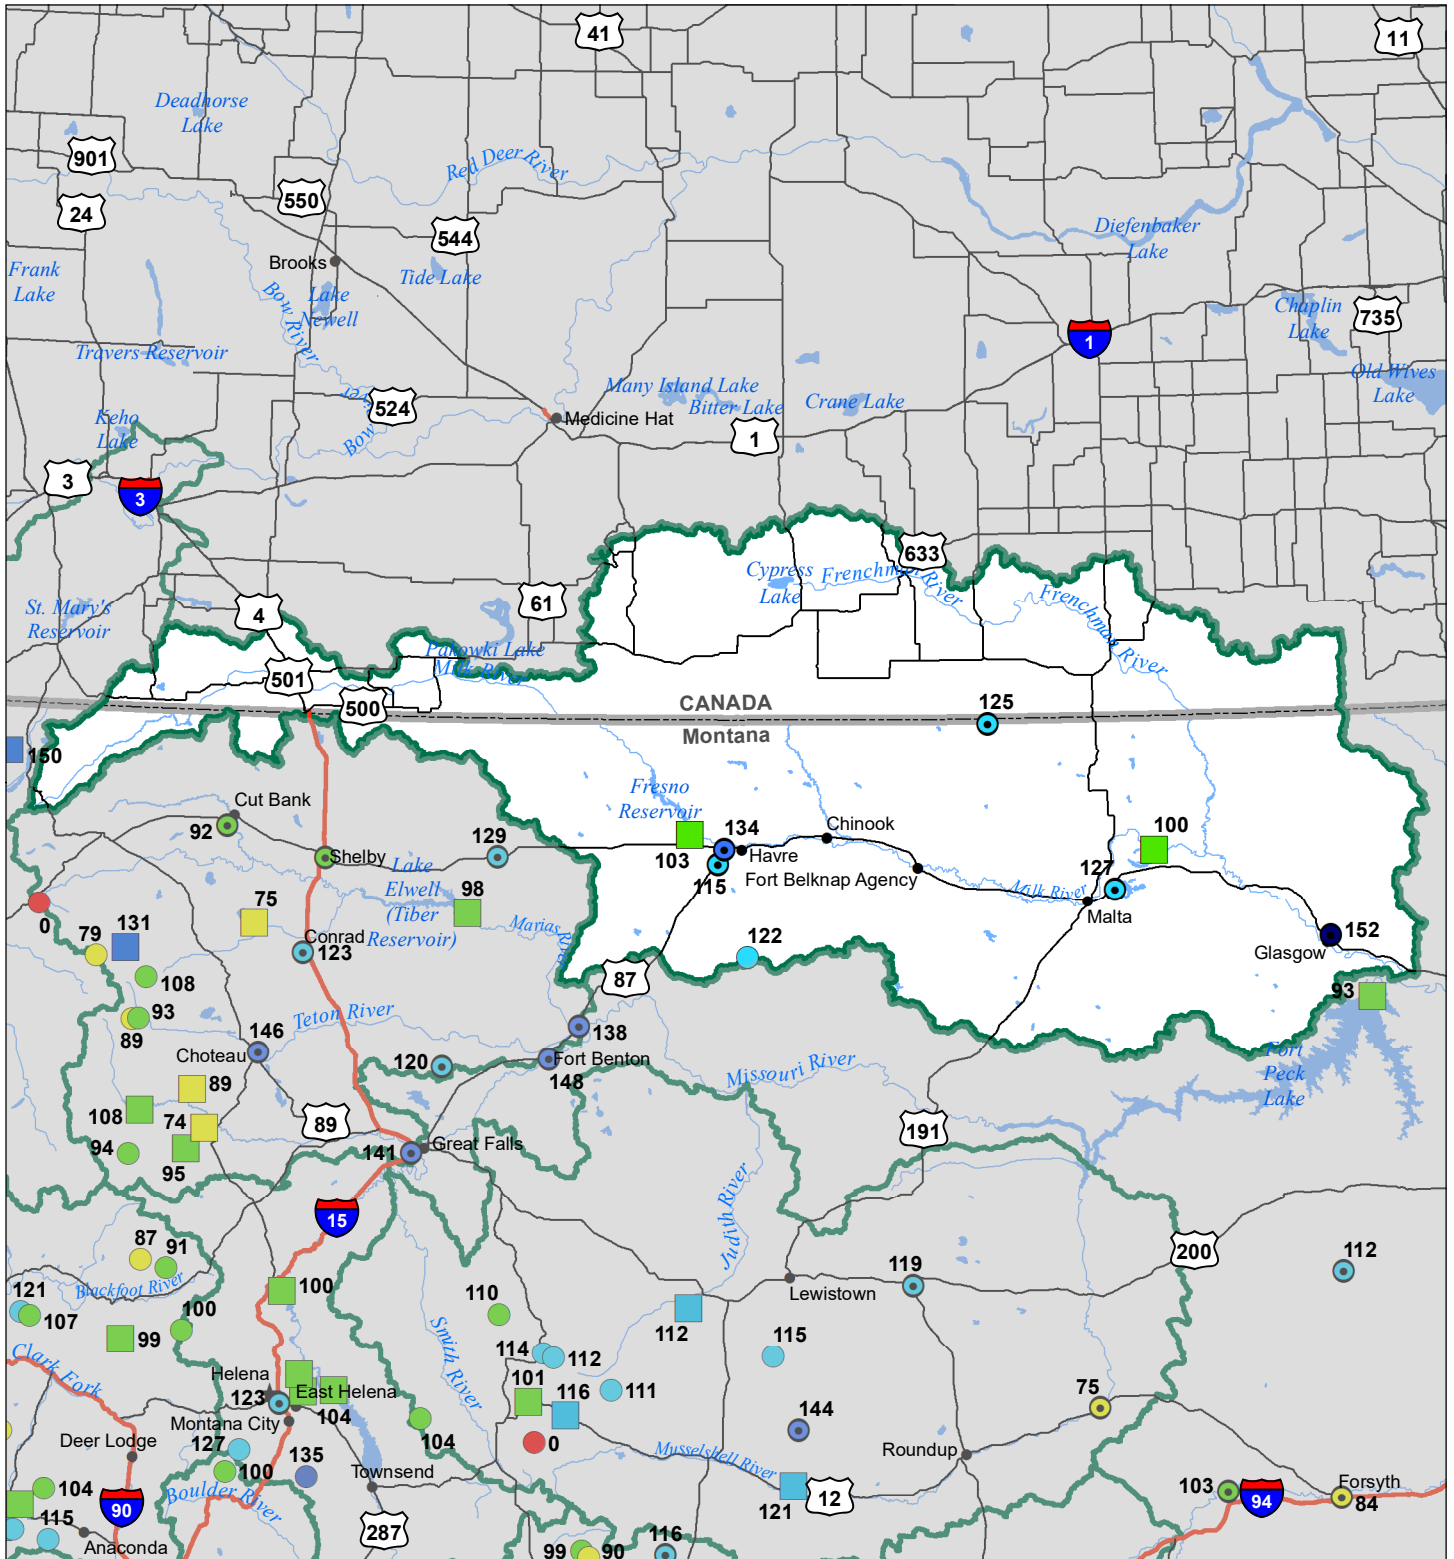 41
11
Deadhorse
Lake
901
Red Deer River
550
24
544
Diefenbaker
Lake
Brooks
Frank
Lake
Tide Lake
Bow River
Lake
Newell
Chaplin
Lake
735
1
Travers Reservoir
Old Wives
Lake
Many Island Lake
Bitter Lake
Crane Lake
524
Keho
Lake
Medicine Hat
Bow
1
3
3
633
Cypress
Lake
Frenchman River
Frenchman River
61
4
St. Mary's
Reservoir
Pakowki Lake
Milk River
501
500
CANADA
Montana
125
150
Fresno
Reservoir
Cut Bank
92
129
134
Chinook
100
103
Havre
Shelby
Lake
Elwell
(Tiber
Reservoir)
98
115
Fort Belknap Agency
127
Milk River
Malta
75
0
79
131
Conrad
123
Marias River
152
Glasgow
122
87
108
93
93
89
Teton River
138
146
Choteau
120
Fort Benton
148
Missouri River
Fort
Peck
Lake
89
108
74
89
191
94
95
141
Great Falls
Judith River
15
87
91
200
112
121
Blackfoot River
100
119
Lewistown
107
100
110
112
99
Smith River
114
112
115
Clark Fork
Helena
123
East Helena
104
101
116
111
75
Montana City
104
144
0
Deer Lodge
127
135
Musselshell River
Roundup
100
Townsend
104
Boulder River
121
12
103
94
Forsyth
84
90
115
287
Anaconda
99
90
116